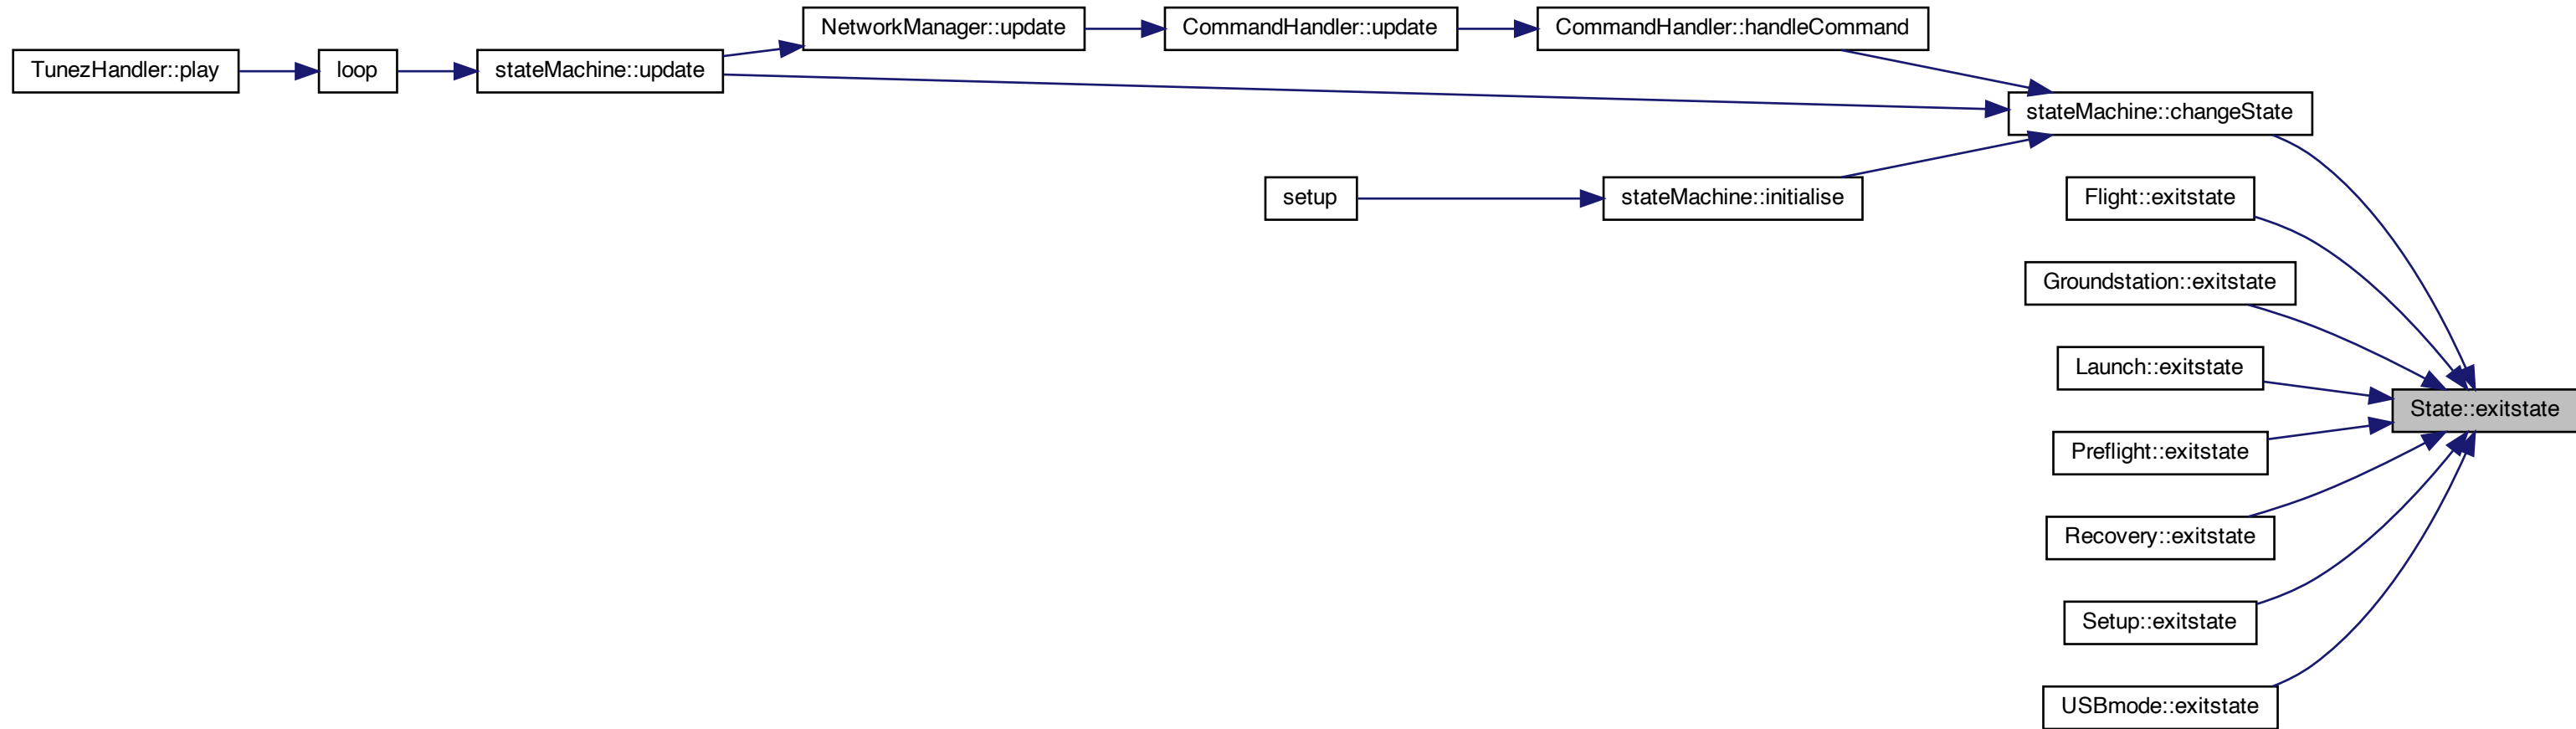 NetworkManager::update
CommandHandler::update
CommandHandler::handleCommand
TunezHandler::play
loop
stateMachine::update
stateMachine::changeState
setup
stateMachine::initialise
Flight::exitstate
Groundstation::exitstate
Launch::exitstate
State::exitstate
Preflight::exitstate
Recovery::exitstate
Setup::exitstate
USBmode::exitstate